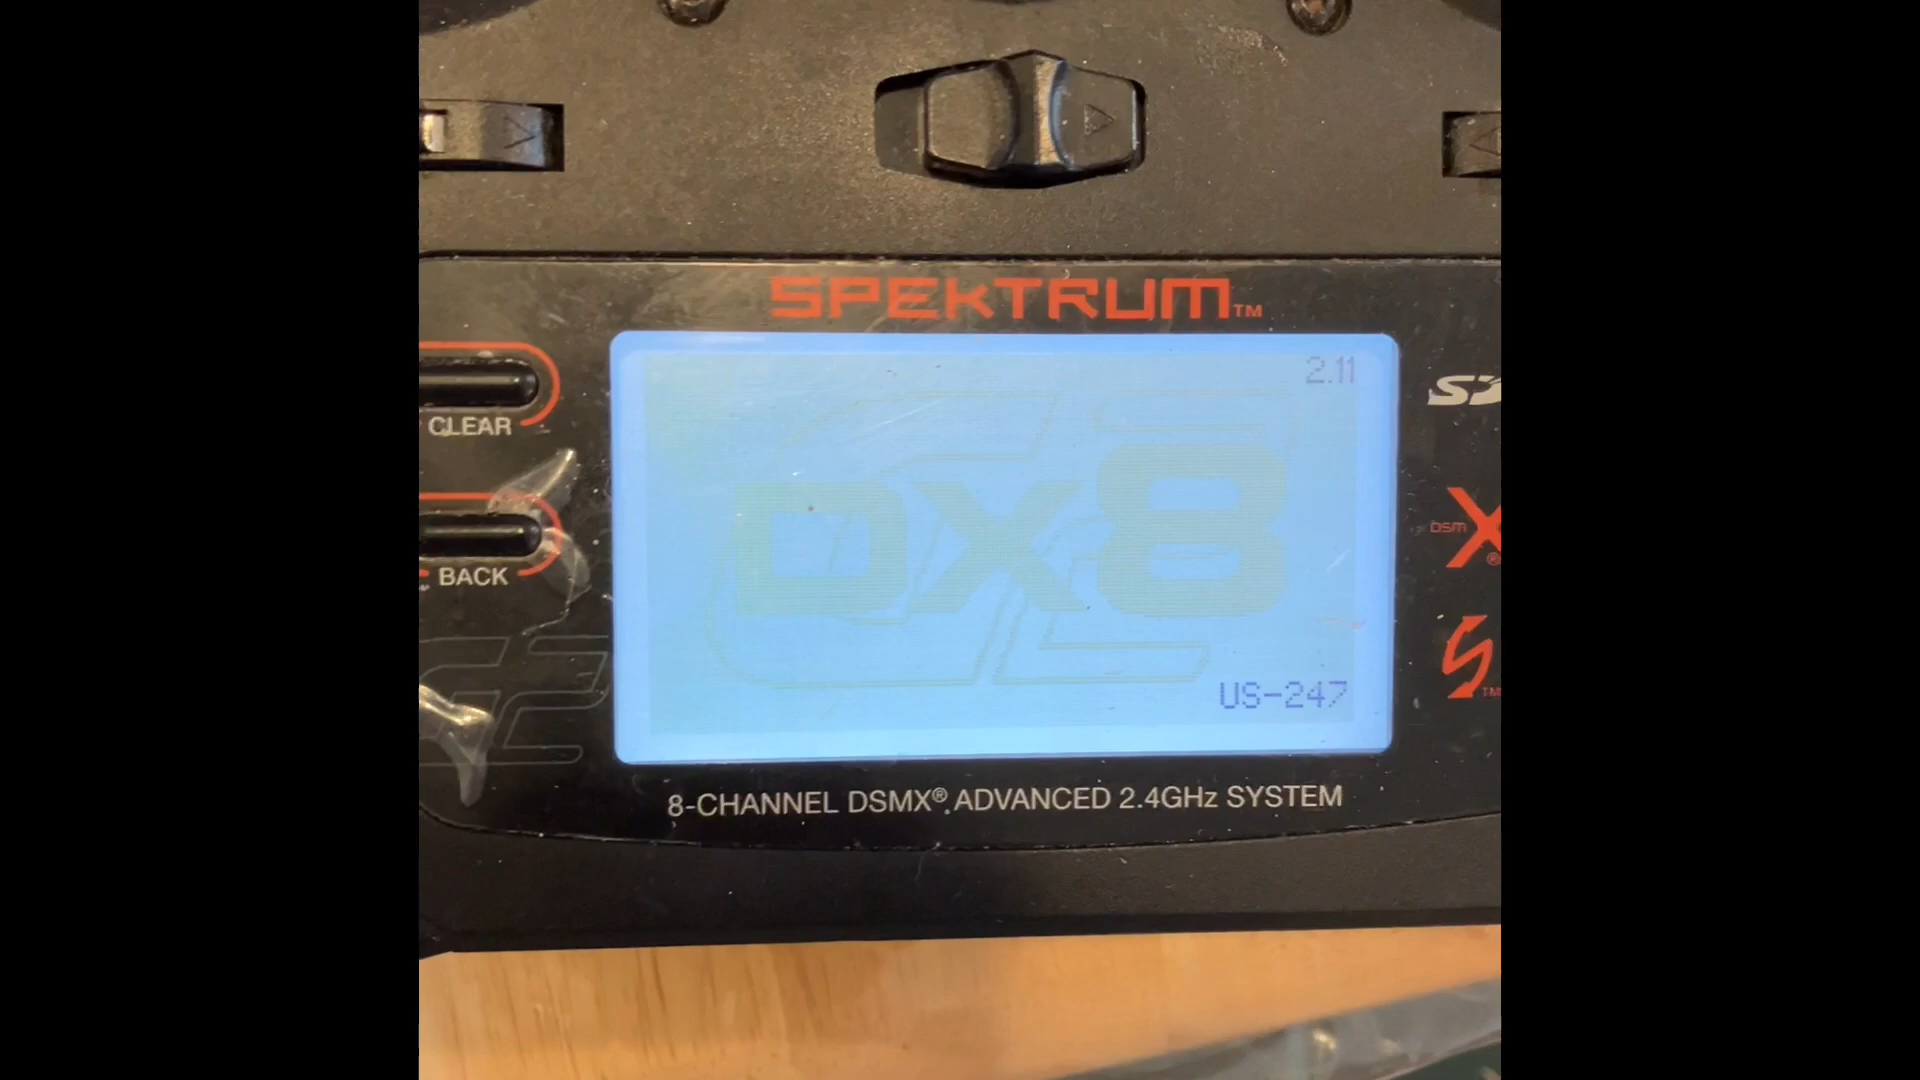 SPEKTRUM™
2.11
CLEAR
DX8
DSM X®
BACK
US-247
8-CHANNEL DSMX® ADVANCED 2.4GHz SYSTEM